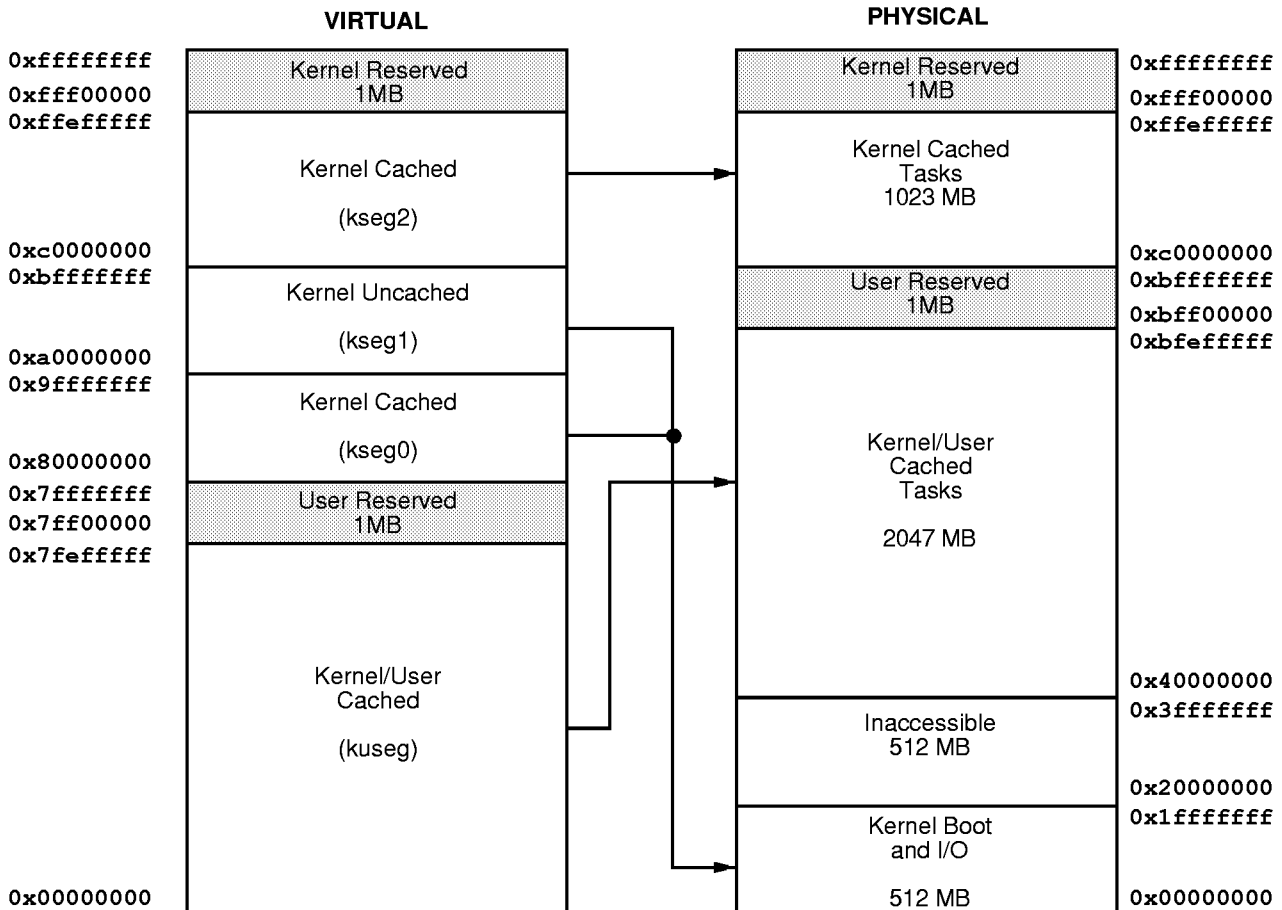 VIRTUAL
0xffffffff
0xfff00000
0xffefffff
0xc0000000
0xbfffffff
0xa0000000
0x9fffffff
0x80000000
0x7fffffff
0x7ff00000
0x7fefffff
0x00000000
Kernel Reserved
1MB
Kernel Cached
(kseg2)
Kernel Uncached
(kseg1)
Kernel Cached
(kseg0)
User Reserved
1MB
Kernel/User
Cached
(kuseg)
PHYSICAL
Kernel Reserved
1MB
Kernel Cached
Tasks
1023 MB
User Reserved
1MB
Kernel/User
Cached
Tasks
2047 MB
Inaccessible
512 MB
Kernel Boot
and I/O
512 MB
0xffffffff
0xfff00000
0xffefffff
0xc0000000
0xbfffffff
0xbff00000
0xbfefffff
0x40000000
0x3fffffff
0x20000000
0x1fffffff
0x00000000